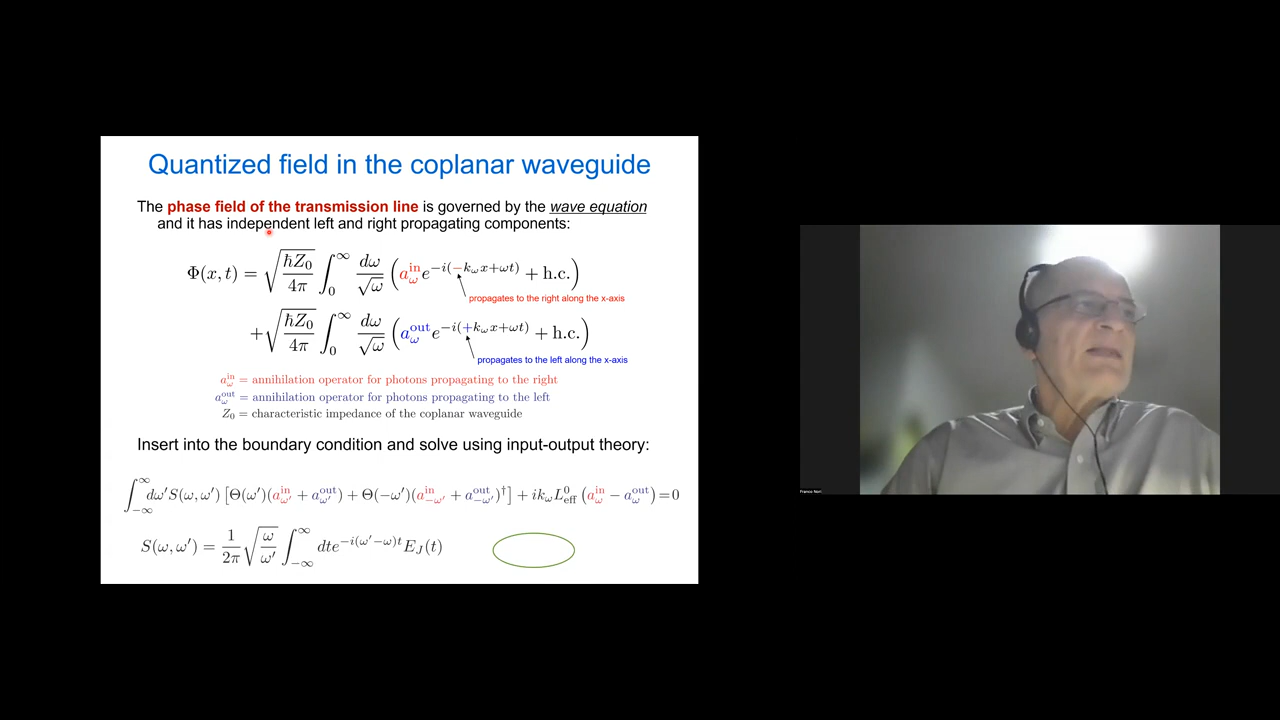 Quantized field in the coplanar waveguide
The phase field of the transmission line is governed by the wave equation
and it has independent left and right propagating components:
Φ(x, t) = √(ħZ₀/4π) ∫₀^∞ dω/√ω (a_ω^in e^{−i(−k_ω x+ωt)} + h.c.)
propagates to the right along the x-axis
+√(ħZ₀/4π) ∫₀^∞ dω/√ω (a_ω^out e^{−i(+k_ω x+ωt)} + h.c.)
propagates to the left along the x-axis
a_ω^in = annihilation operator for photons propagating to the right
a_ω^out = annihilation operator for photons propagating to the left
Z₀ = characteristic impedance of the coplanar waveguide
Insert into the boundary condition and solve using input-output theory:
∫_{−∞}^∞ dω′S(ω, ω′) [Θ(ω′)(a_{ω′}^in + a_{ω′}^out) + Θ(−ω′)(a_{−ω′}^in + a_{−ω′}^out)†] + ik_ω L_eff^0 (a_ω^in − a_ω^out) = 0
S(ω, ω′) = 1/2π √(ω/ω′) ∫_{−∞}^∞ dte^{−i(ω′−ω)t} E_J(t)
Franco Nori